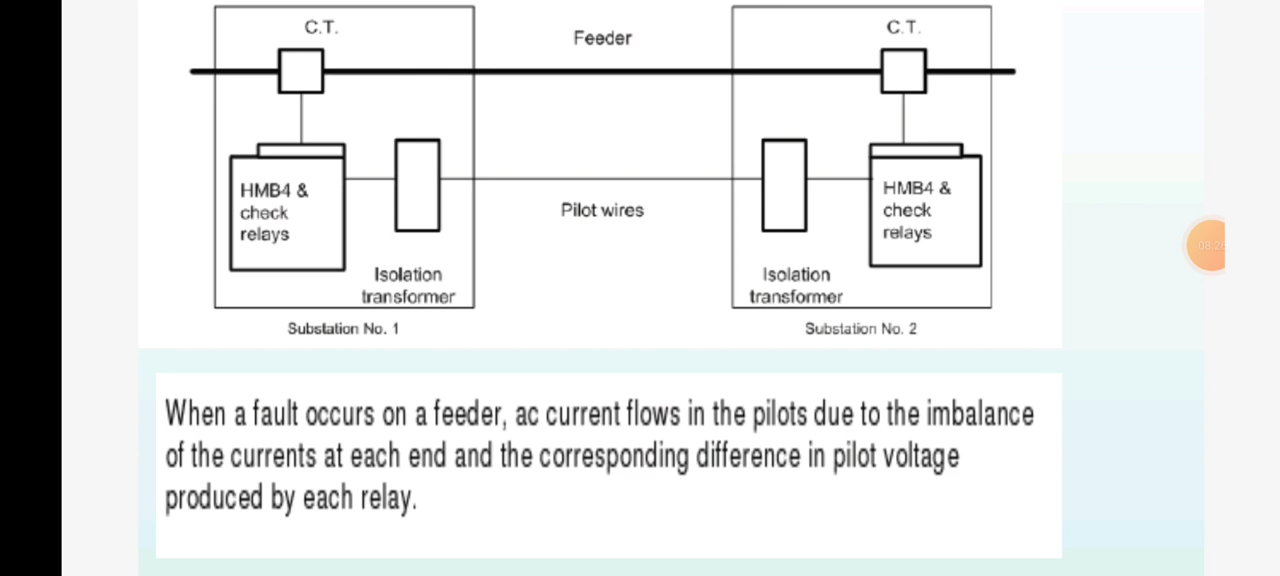 C.T.
C.T.
Feeder
HMB4 &
check
relays
HMB4 &
check
relays
Pilot wires
Isolation
transformer
Isolation
transformer
Substation No. 1
Substation No. 2
08:26
When a fault occurs on a feeder, ac current flows in the pilots due to the imbalance
of the currents at each end and the corresponding difference in pilot voltage
produced by each relay.